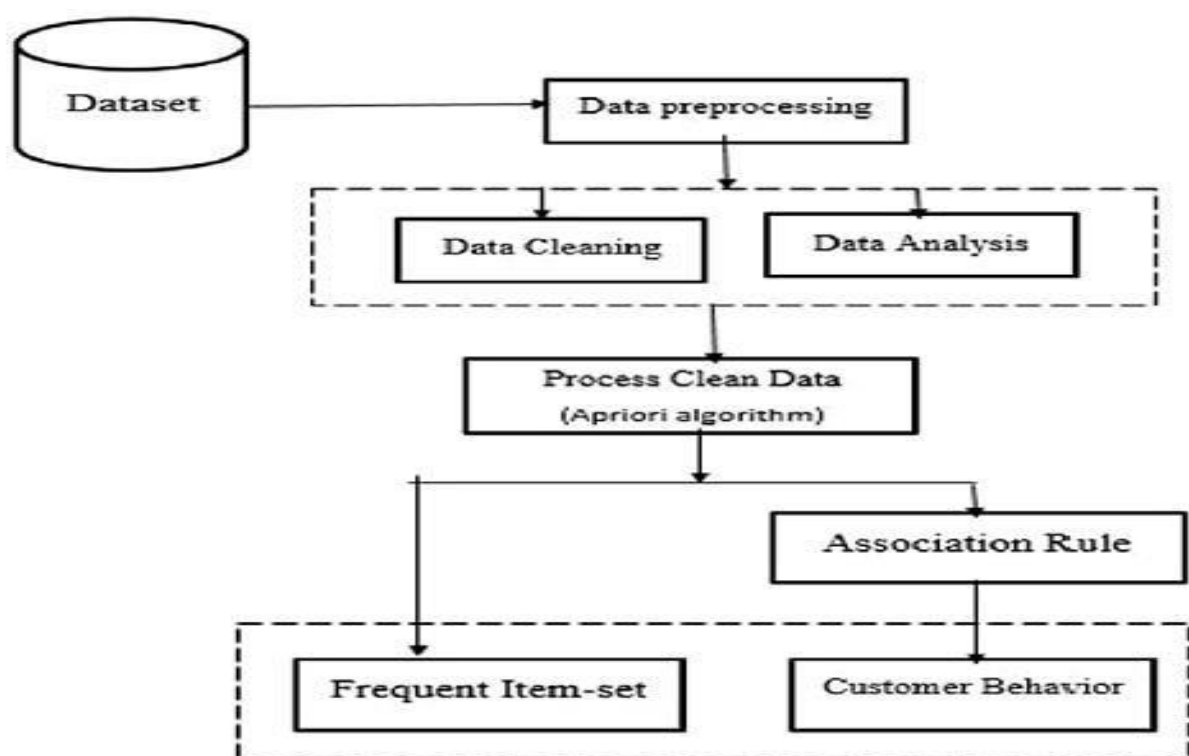 Dataset
Data preprocessing
Data Cleaning
Data Analysis
Process Clean Data
(Apriori algorithm)
Association Rule
Frequent Item-set
Customer Behavior